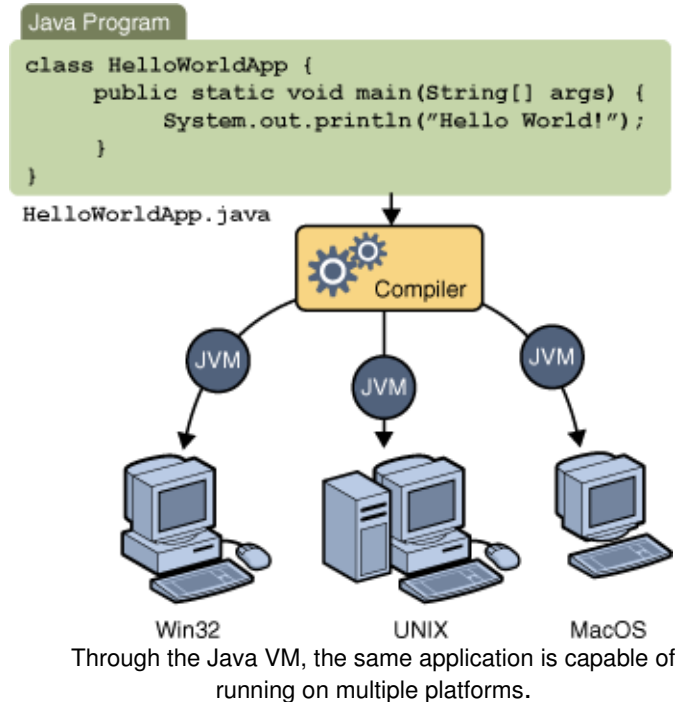 Java Program
class HelloWorldApp {
public static void main(String[] args) {
System.out.println("Hello World!");
}
}
HelloWorldApp.java
Compiler
JVM
JVM
JVM
Win32
UNIX
MacOS
Through the Java VM, the same application is capable of
running on multiple platforms.